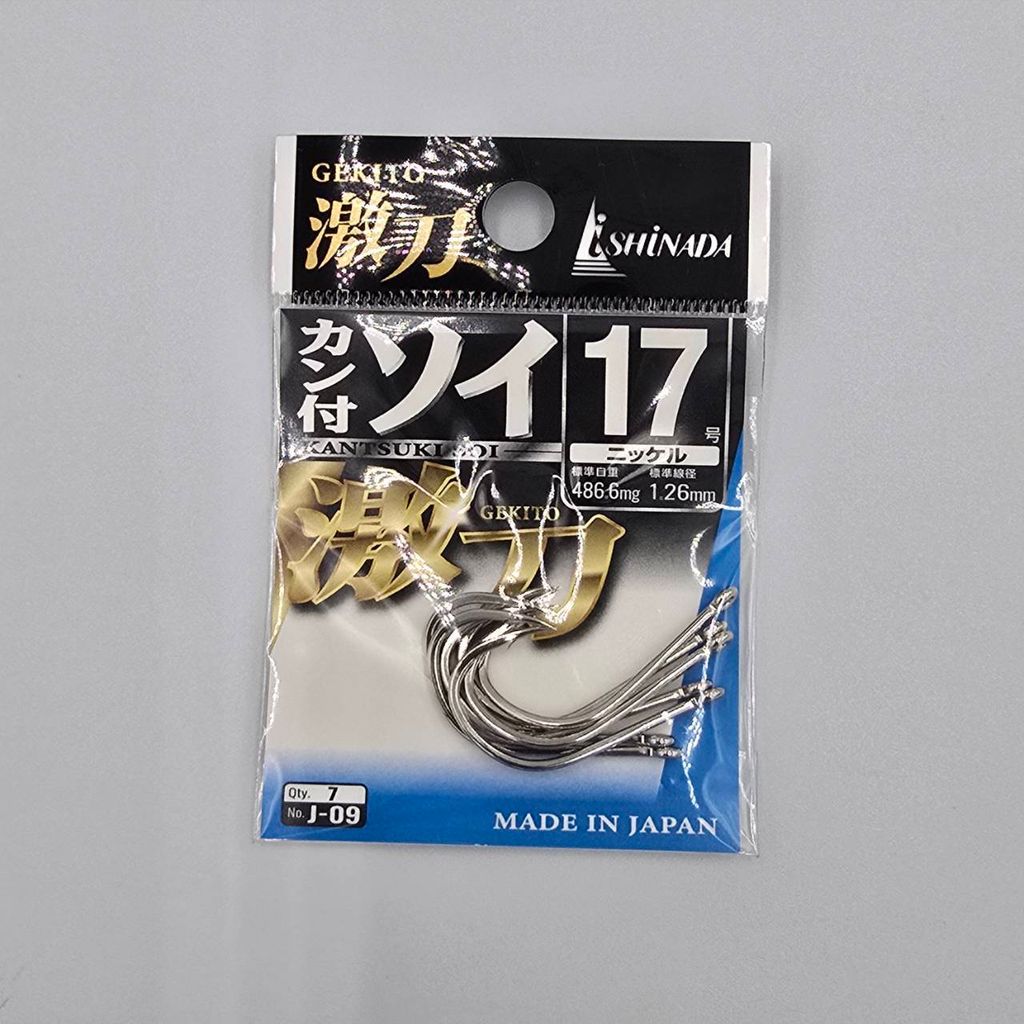 GEKITO
激刀
iSHiNADA
カン付
ソイ
KANTSUKI SOI
17号
ニッケル
標準自重 標準線径
486.6mg 1.26mm
激刀
GEKITO
Qty. 7
No. J-09
MADE IN JAPAN